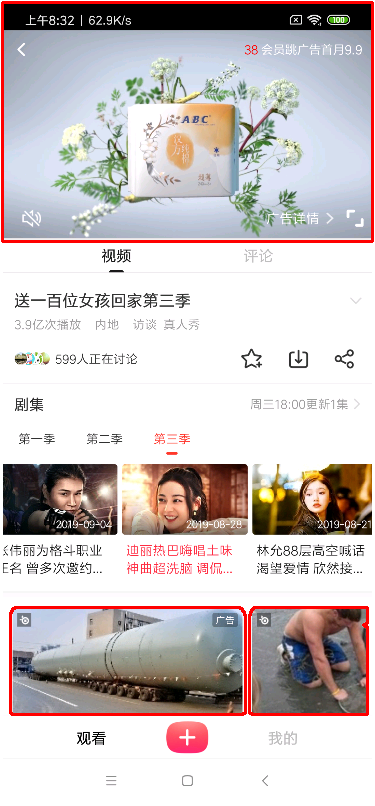 上午8:32 | 62.9K/s
100
38 会员跳广告首月9.9
ABC
广告详情
视频
评论
送一百位女孩回家第三季
3.9亿次播放 内地 访谈 真人秀
599人正在讨论
剧集
周三18:00更新1集
第一季 第二季 第三季
2019-09-04
2019-08-28
2019-08-21
伟丽为格斗职业
迪丽热巴嗨唱土味
林允88层高空喊话
名 曾多次邀约...
神曲超洗脑 调侃...
渴望爱情 欣然接...
广告
观看
我的